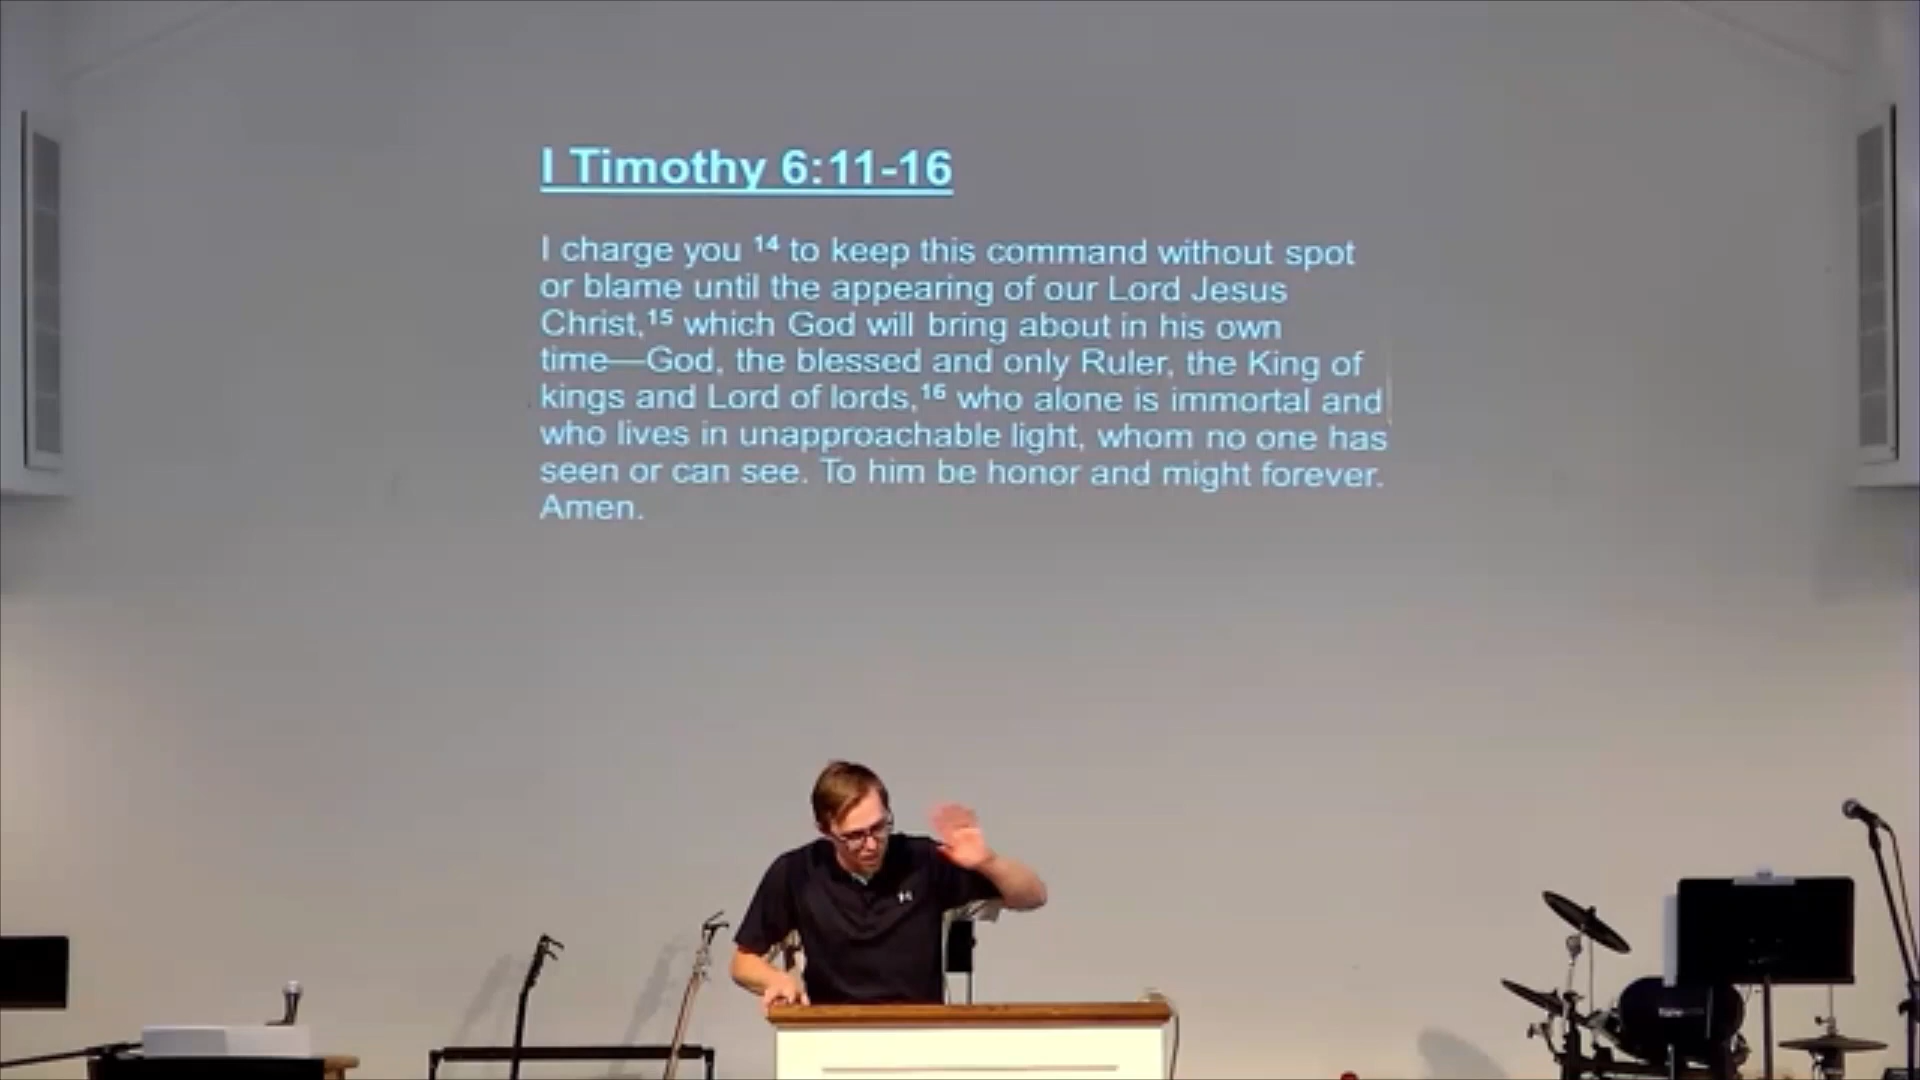 I Timothy 6:11-16
I charge you ¹⁴ to keep this command without spot
or blame until the appearing of our Lord Jesus
Christ,¹⁵ which God will bring about in his own
time—God, the blessed and only Ruler, the King of
kings and Lord of lords,¹⁶ who alone is immortal and
who lives in unapproachable light, whom no one has
seen or can see. To him be honor and might forever.
Amen.